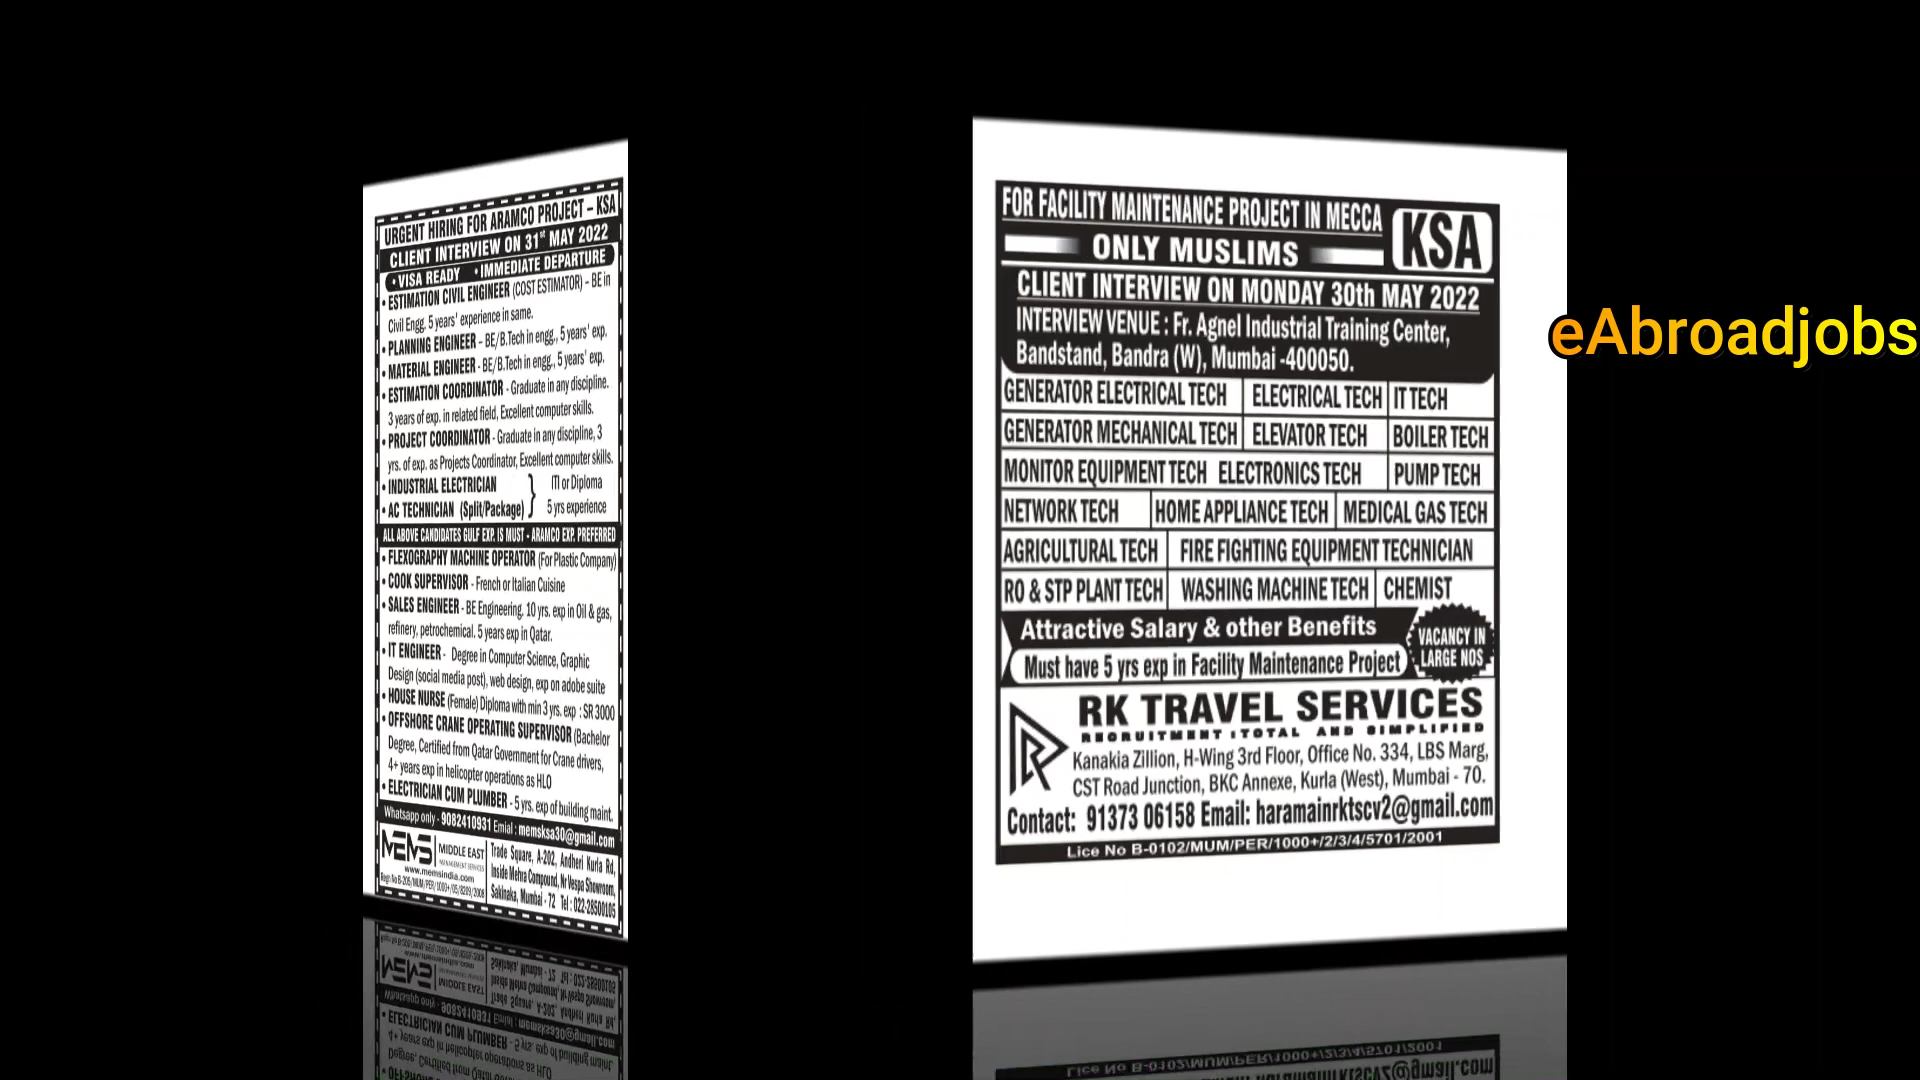 URGENT HIRING FOR ARAMCO PROJECT – KSA
CLIENT INTERVIEW ON 31st MAY 2022
• VISA READY • IMMEDIATE DEPARTURE
• ESTIMATION CIVIL ENGINEER (COST ESTIMATOR) – BE in
Civil Engg. 5 years' experience in same.
• PLANNING ENGINEER – BE/B.Tech in engg., 5 years' exp.
• MATERIAL ENGINEER - BE/B.Tech in engg., 5 years' exp.
• ESTIMATION COORDINATOR - Graduate in any discipline.
3 years of exp. in related field, Excellent computer skills.
• PROJECT COORDINATOR - Graduate in any discipline, 3
yrs. of exp. as Projects Coordinator, Excellent computer skills.
• INDUSTRIAL ELECTRICIAN
• AC TECHNICIAN (Split/Package)
} ITI or Diploma
5 yrs experience
ALL ABOVE CANDIDATES GULF EXP. IS MUST - ARAMCO EXP. PREFERRED
• FLEXOGRAPHY MACHINE OPERATOR (For Plastic Company)
• COOK SUPERVISOR - French or Italian Cuisine
• SALES ENGINEER - BE Engineering. 10 yrs. exp in Oil & gas,
refinery, petrochemical. 5 years exp in Qatar.
• IT ENGINEER - Degree in Computer Science, Graphic
Design (social media post), web design, exp on adobe suite
• HOUSE NURSE (Female) Diploma with min 3 yrs. exp : SR 3000
• OFFSHORE CRANE OPERATING SUPERVISOR (Bachelor
Degree, Certified from Qatar Government for Crane drivers,
4+ years exp in helicopter operations as HLO
• ELECTRICIAN CUM PLUMBER - 5 yrs. exp of building maint.
Whatsapp only - 9082410931 Emial : memsksa30@gmail.com
MEMS
MIDDLE EAST
MANAGEMENT SERVICES
www.memsindia.com
Regn No B-205/MUM/PER/1000+/05/8209/2008
Trade Square, A-202, Andheri Kurla Rd,
Inside Mehra Compound, Nr Vespa Showroom,
Sakinaka, Mumbai - 72 Tel : 022-28500105
FOR FACILITY MAINTENANCE PROJECT IN MECCA
KSA
ONLY MUSLIMS
CLIENT INTERVIEW ON MONDAY 30th MAY 2022
INTERVIEW VENUE : Fr. Agnel Industrial Training Center,
Bandstand, Bandra (W), Mumbai -400050.
GENERATOR ELECTRICAL TECH ELECTRICAL TECH IT TECH
GENERATOR MECHANICAL TECH ELEVATOR TECH BOILER TECH
MONITOR EQUIPMENT TECH ELECTRONICS TECH PUMP TECH
NETWORK TECH HOME APPLIANCE TECH MEDICAL GAS TECH
AGRICULTURAL TECH FIRE FIGHTING EQUIPMENT TECHNICIAN
RO & STP PLANT TECH WASHING MACHINE TECH CHEMIST
Attractive Salary & other Benefits
Must have 5 yrs exp in Facility Maintenance Project
VACANCY IN
LARGE NOS
RK TRAVEL SERVICES
RECRUITMENT : TOTAL AND SIMPLIFIED
Kanakia Zillion, H-Wing 3rd Floor, Office No. 334, LBS Marg,
CST Road Junction, BKC Annexe, Kurla (West), Mumbai - 70.
Contact: 91373 06158 Email: haramainrktscv2@gmail.com
Lice No B-0102/MUM/PER/1000+/2/3/4/5701/2001
eAbroadjobs